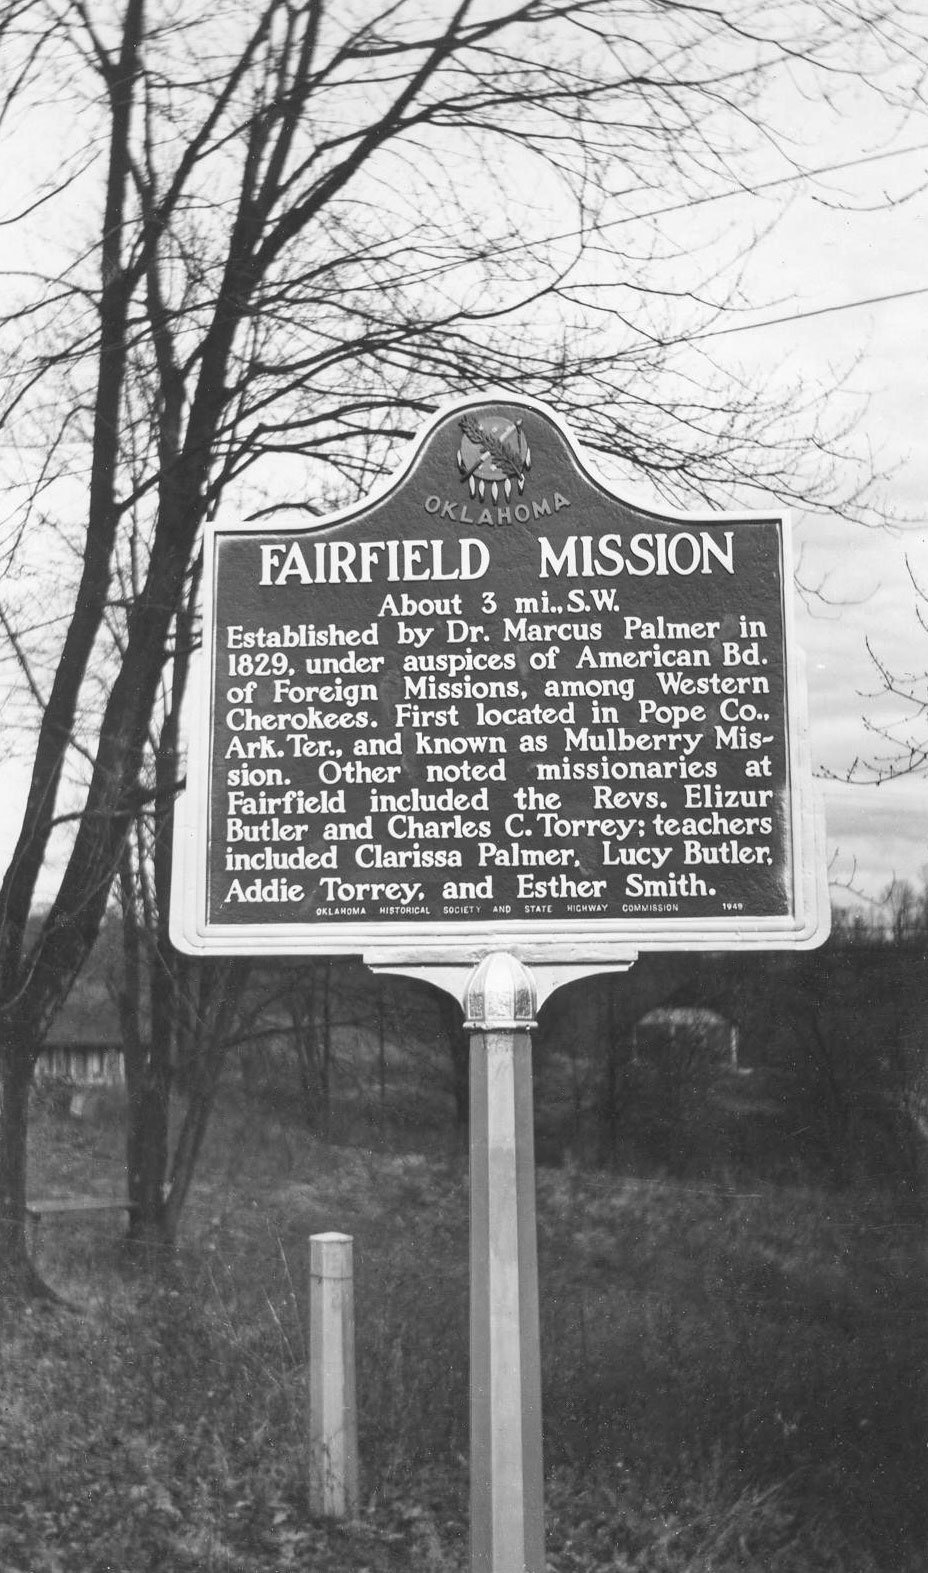 OKLAHOMA
FAIRFIELD MISSION
About 3 mi., S.W.
Established by Dr. Marcus Palmer in
1829, under auspices of American Bd.
of Foreign Missions, among Western
Cherokees. First located in Pope Co.,
Ark. Ter., and known as Mulberry Mis-
sion. Other noted missionaries at
Fairfield included the Revs. Elizur
Butler and Charles C. Torrey; teachers
included Clarissa Palmer, Lucy Butler,
Addie Torrey, and Esther Smith.
OKLAHOMA HISTORICAL SOCIETY AND STATE HIGHWAY COMMISSION 1949